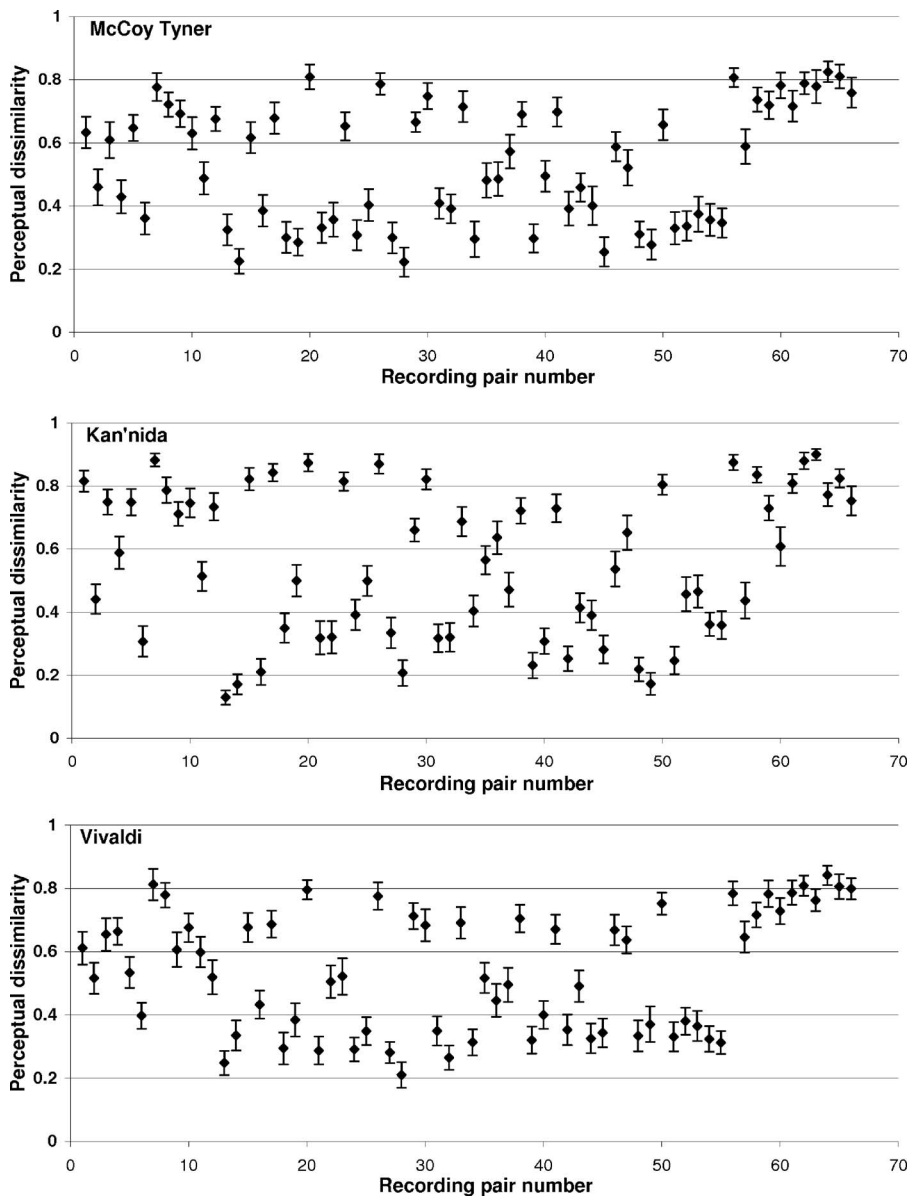 McCoy Tyner
Perceptual dissimilarity
1
0.8
0.6
0.4
0.2
0
0 10 20 30 40 50 60 70
Recording pair number
Kan'nida
Perceptual dissimilarity
1
0.8
0.6
0.4
0.2
0
0 10 20 30 40 50 60 70
Recording pair number
Vivaldi
Perceptual dissimilarity
1
0.8
0.6
0.4
0.2
0
0 10 20 30 40 50 60 70
Recording pair number